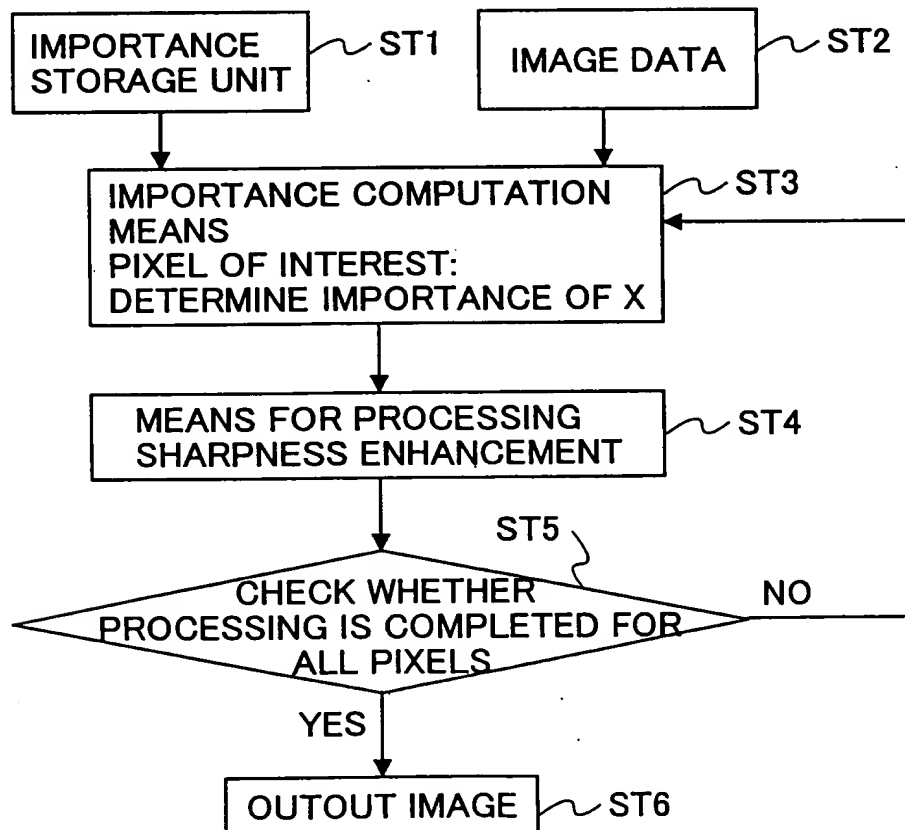 IMPORTANCE
STORAGE UNIT
ST1
IMAGE DATA
ST2
IMPORTANCE COMPUTATION
MEANS
PIXEL OF INTEREST:
DETERMINE IMPORTANCE OF X
ST3
MEANS FOR PROCESSING
SHARPNESS ENHANCEMENT
ST4
ST5
CHECK WHETHER
PROCESSING IS COMPLETED FOR
ALL PIXELS
NO
YES
OUTOUT IMAGE
ST6